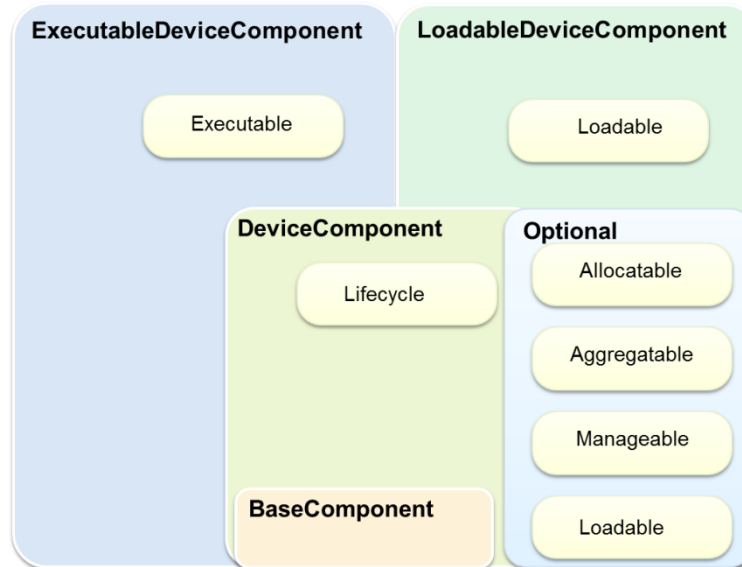 ExecutableDeviceComponent
LoadableDeviceComponent
Executable
Loadable
DeviceComponent
Optional
Lifecycle
Allocatable
Aggregatable
Manageable
BaseComponent
Loadable